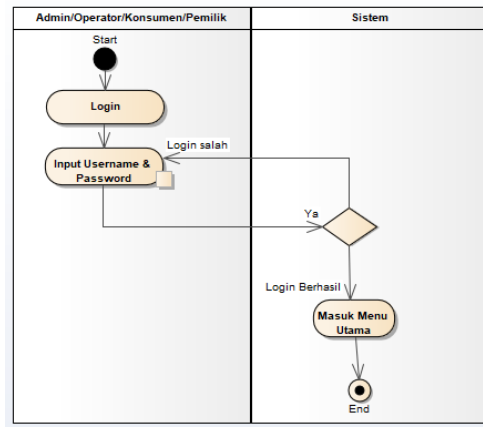 Admin/Operator/Konsumen/Pemilik
Sistem
Start
Login
Login salah
Input Username &
Password
Ya
Login Berhasil
Masuk Menu
Utama
End